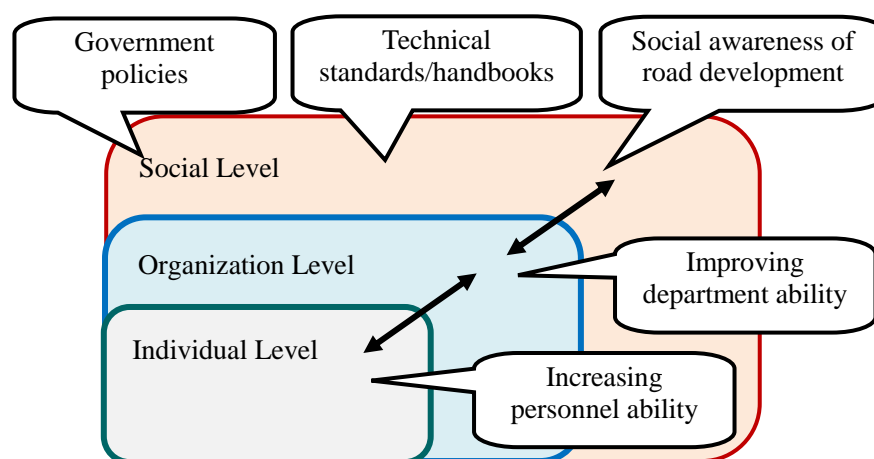 Government
policies
Technical
standards/handbooks
Social awareness of
road development
Social Level
Organization Level
Improving
department ability
Individual Level
Increasing
personnel ability